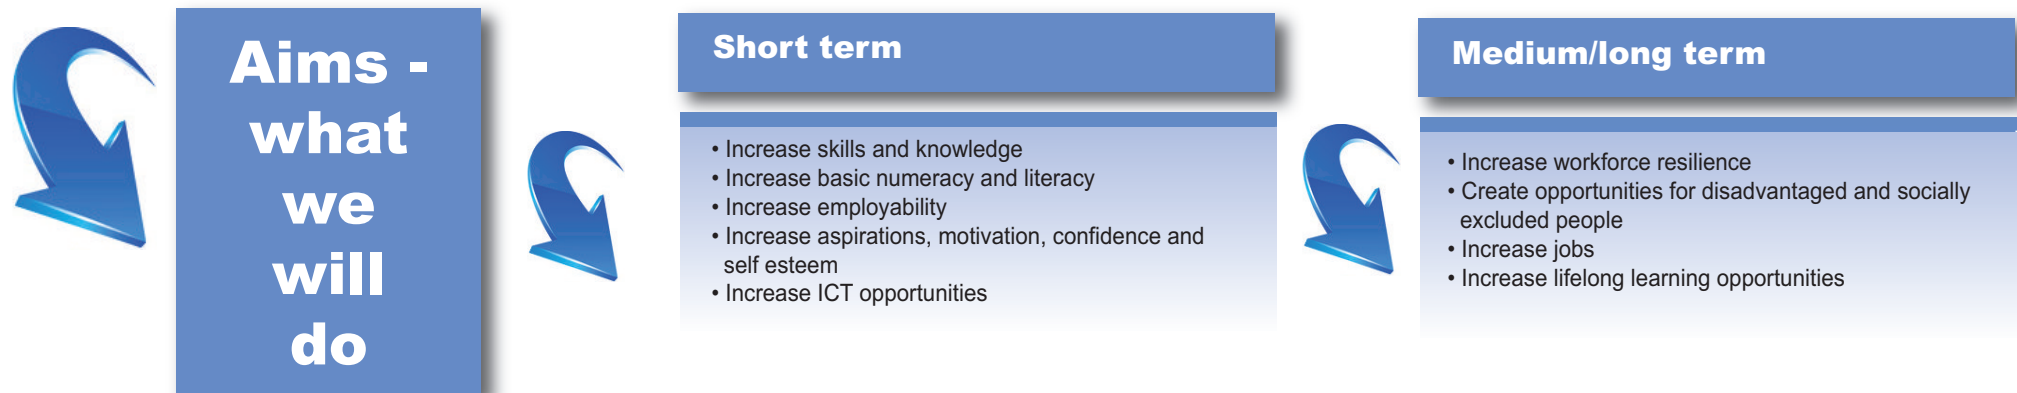 Aims -
what
we
will
do
Short term
• Increase skills and knowledge
• Increase basic numeracy and literacy
• Increase employability
• Increase aspirations, motivation, confidence and
self esteem
• Increase ICT opportunities
Medium/long term
• Increase workforce resilience
• Create opportunities for disadvantaged and socially
excluded people
• Increase jobs
• Increase lifelong learning opportunities